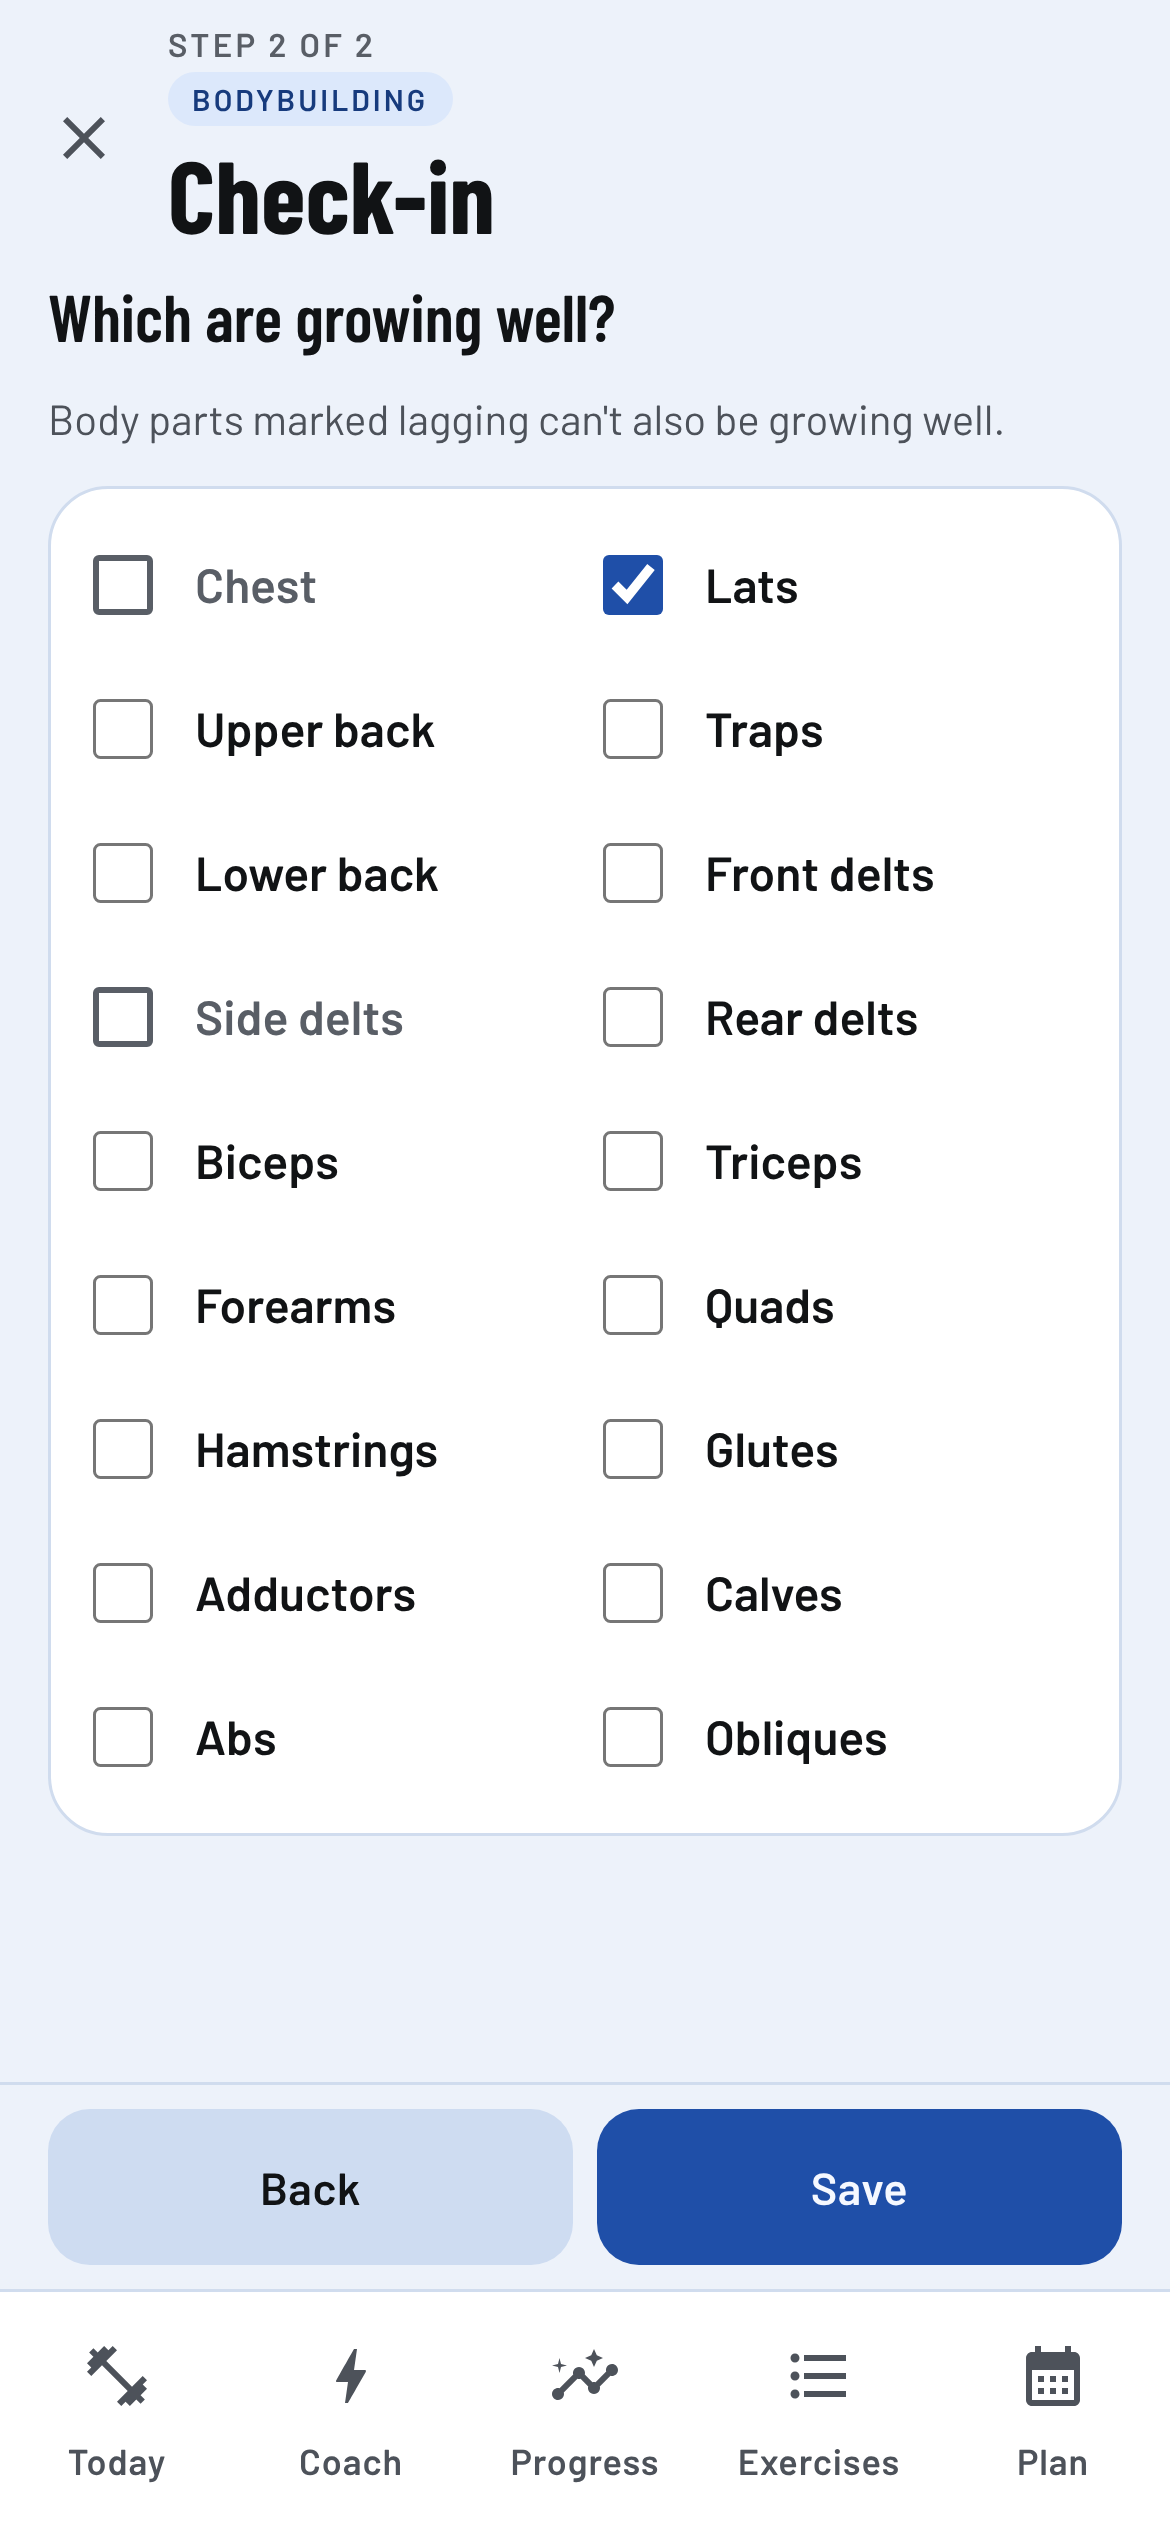 STEP 2 OF 2
BODYBUILDING
Check-in
Which are growing well?
Body parts marked lagging can't also be growing well.
Chest
Lats
Upper back
Traps
Lower back
Front delts
Side delts
Rear delts
Biceps
Triceps
Forearms
Quads
Hamstrings
Glutes
Adductors
Calves
Abs
Obliques
Back
Save
Today
Coach
Progress
Exercises
Plan